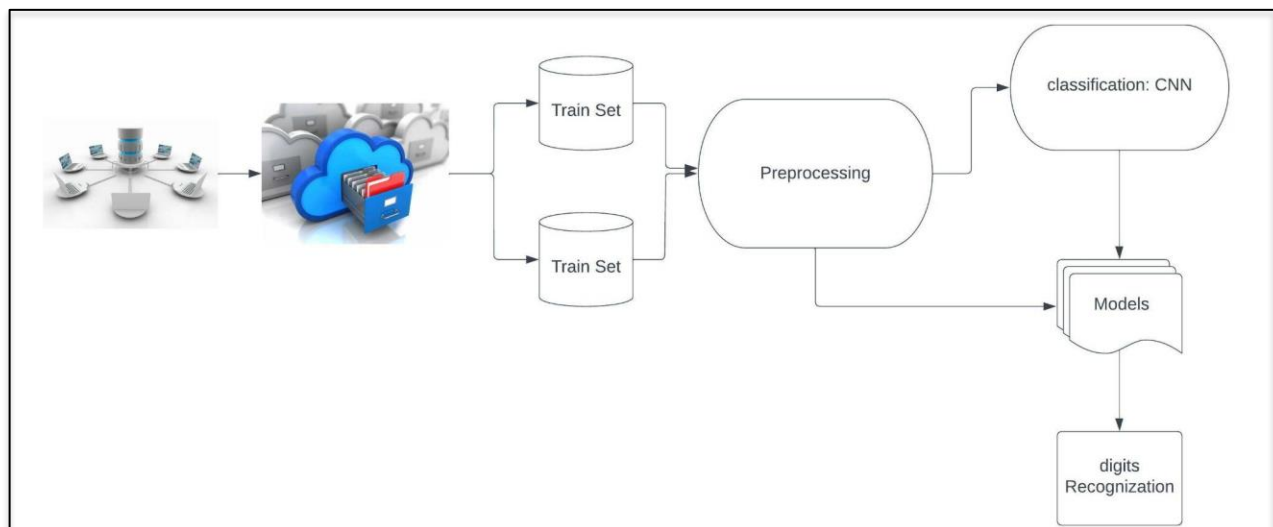 Train Set
Train Set
Preprocessing
classification: CNN
Models
digits
Recognization